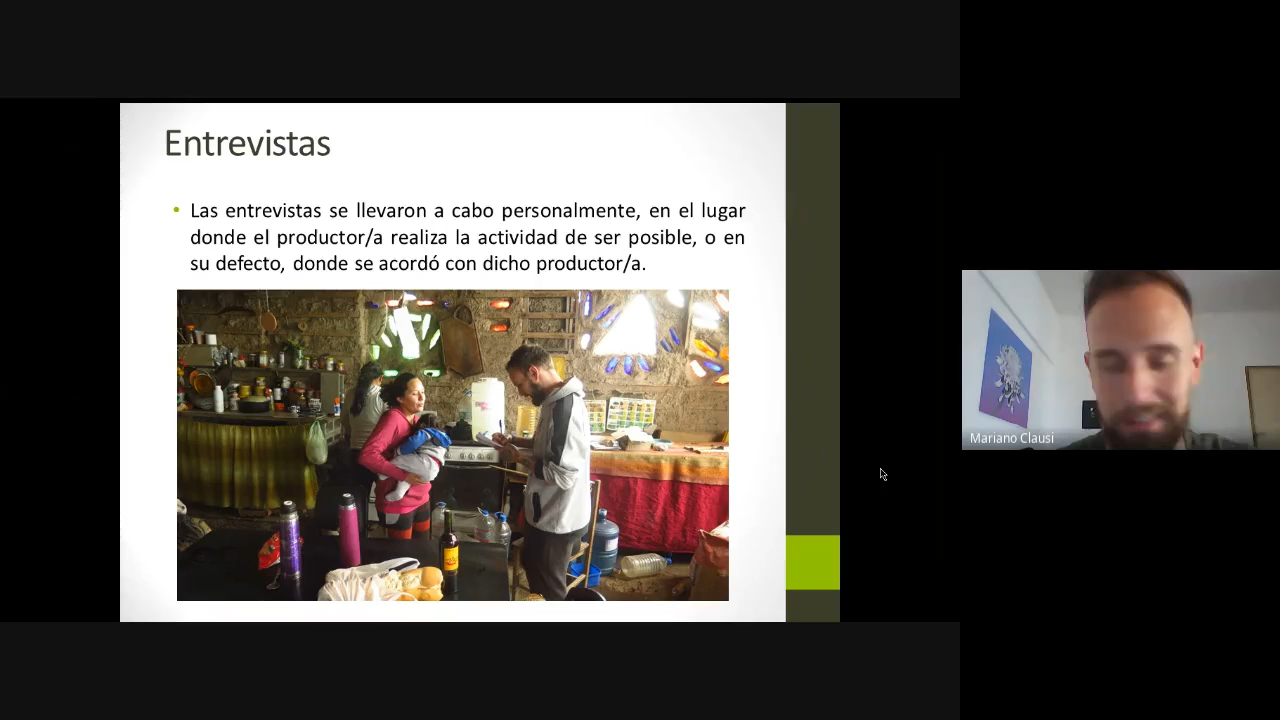 Entrevistas
• Las entrevistas se llevaron a cabo personalmente, en el lugar
donde el productor/a realiza la actividad de ser posible, o en
su defecto, donde se acordó con dicho productor/a.
Mariano Clausi